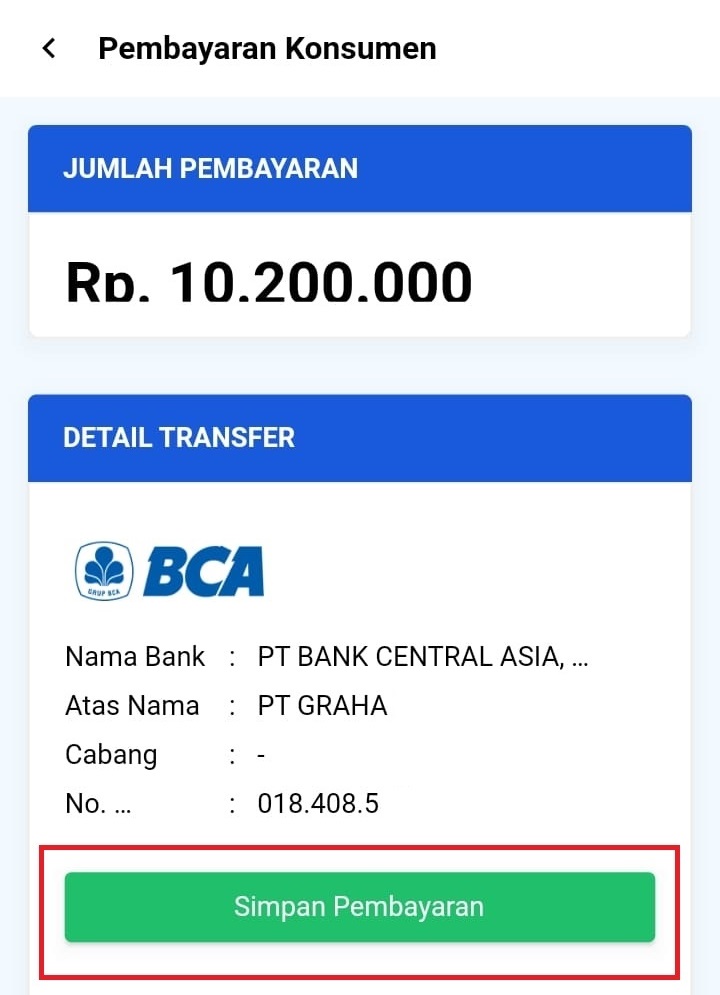 Pembayaran Konsumen
JUMLAH PEMBAYARAN
Rp. 10.200.000
DETAIL TRANSFER
GRUP BCA
BCA
Nama Bank : PT BANK CENTRAL ASIA, ...
Atas Nama : PT GRAHA
Cabang : -
No. ... : 018.408.5
Simpan Pembayaran